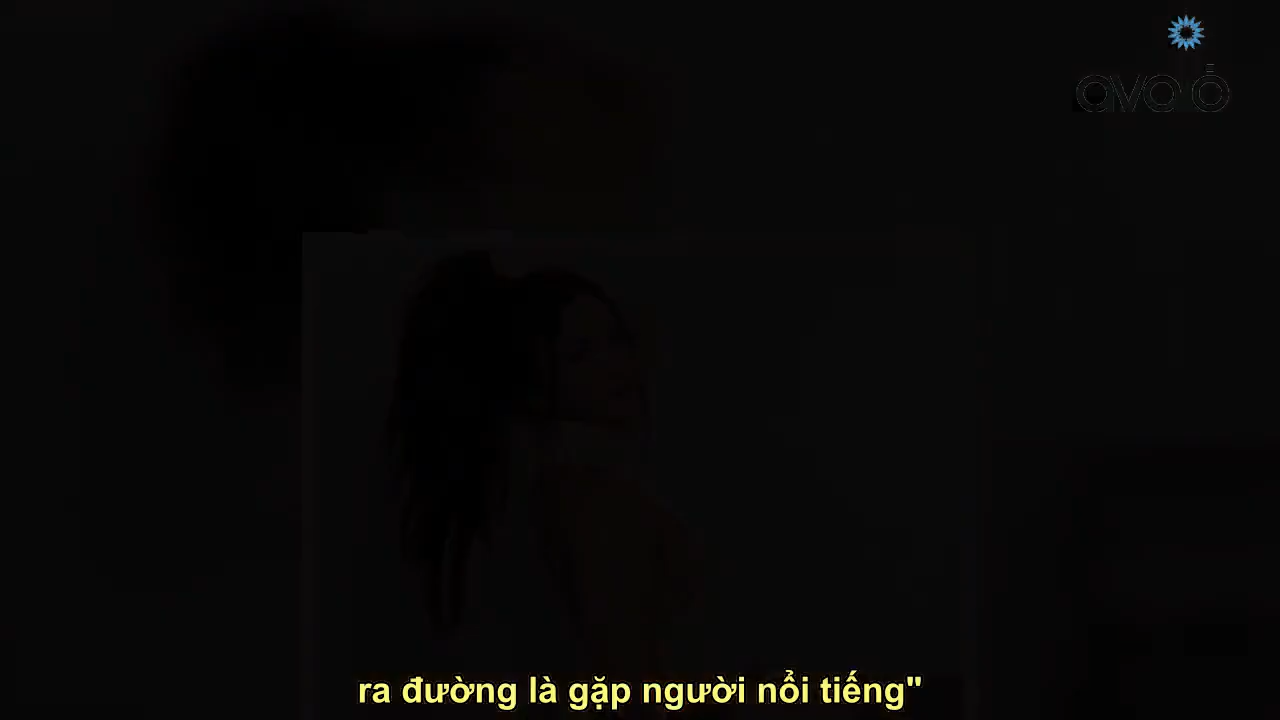 ra đường là gặp người nổi tiếng"